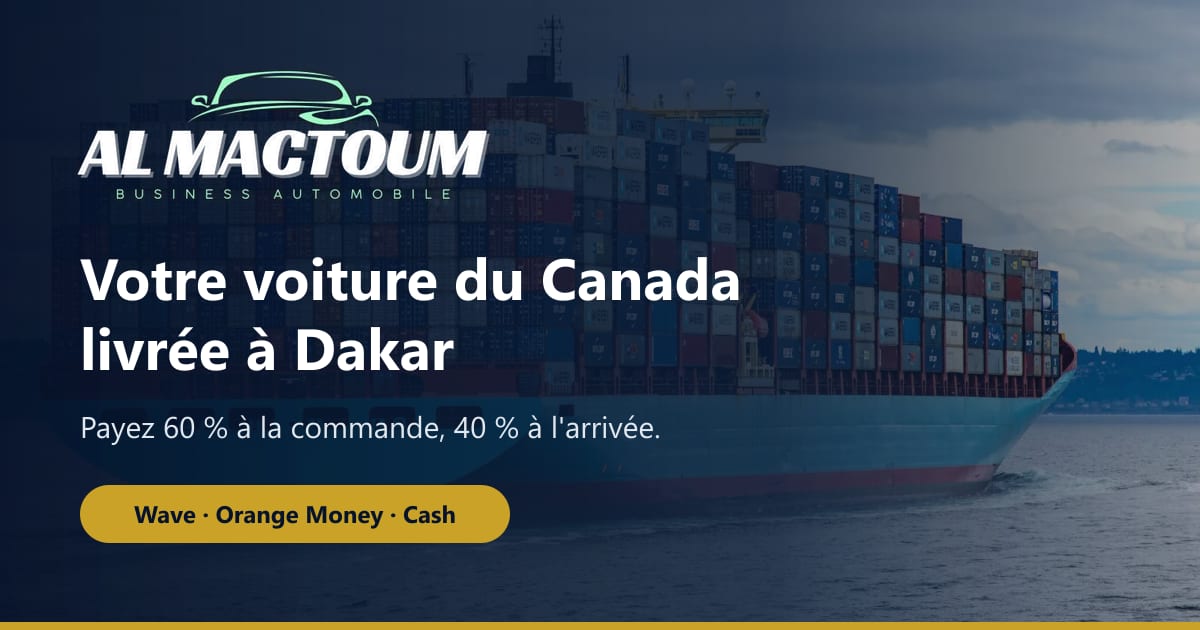 AL MACTOUM
BUSINESS AUTOMOBILE
Votre voiture du Canada
livrée à Dakar
Payez 60 % à la commande, 40 % à l'arrivée.
Wave · Orange Money · Cash